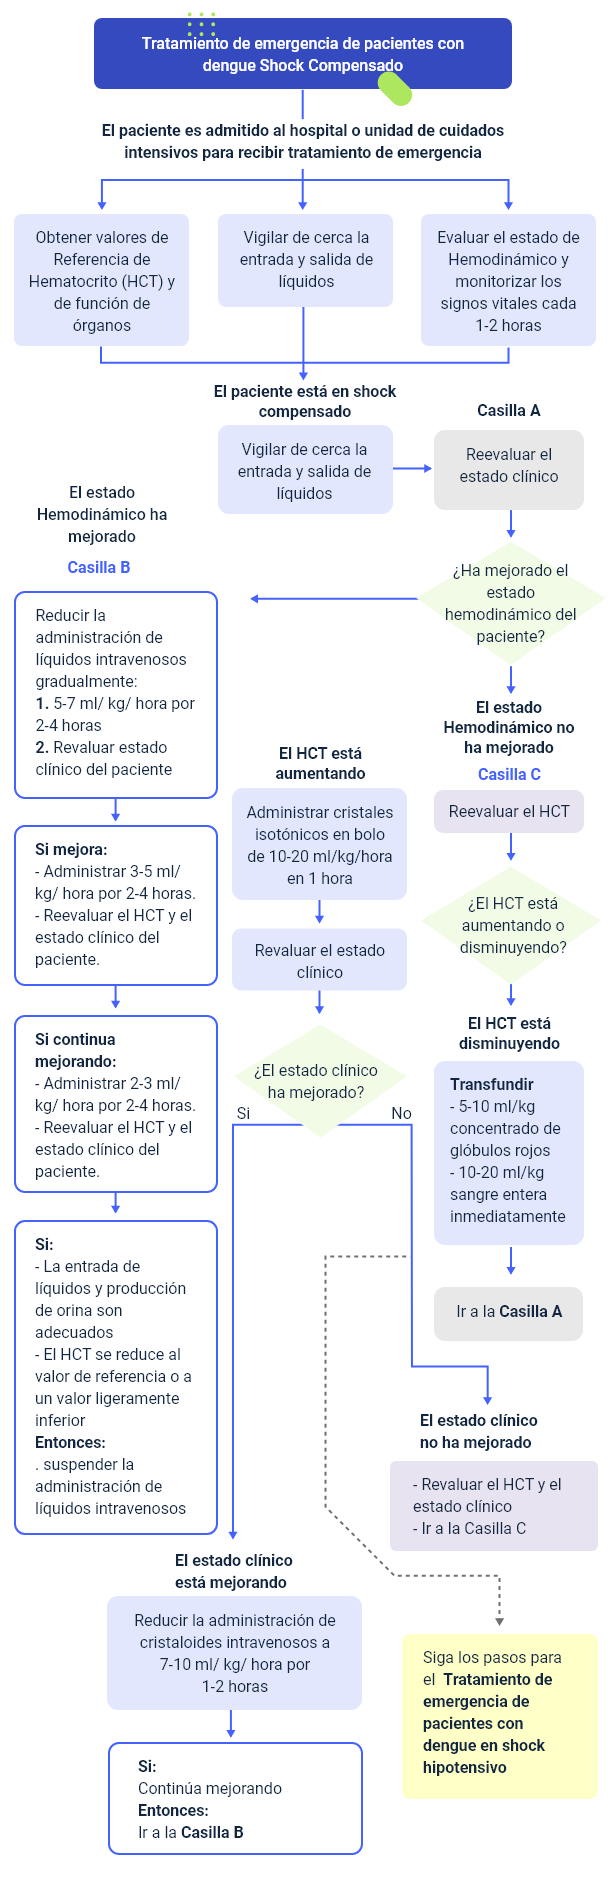 Tratamiento de emergencia de pacientes con
dengue Shock Compensado
El paciente es admitido al hospital o unidad de cuidados
intensivos para recibir tratamiento de emergencia
Obtener valores de
Referencia de
Hematocrito (HCT) y
de función de
órganos
Vigilar de cerca la
entrada y salida de
líquidos
Evaluar el estado de
Hemodinámico y
monitorizar los
signos vitales cada
1-2 horas
El paciente está en shock
compensado
Vigilar de cerca la
entrada y salida de
líquidos
Casilla A
Reevaluar el
estado clínico
¿Ha mejorado el
estado
hemodinámico del
paciente?
El estado
Hemodinámico ha
mejorado
Casilla B
Reducir la
administración de
líquidos intravenosos
gradualmente:
1. 5-7 ml/ kg/ hora por
2-4 horas
2. Revaluar estado
clínico del paciente
Si mejora:
- Administrar 3-5 ml/
kg/ hora por 2-4 horas.
- Reevaluar el HCT y el
estado clínico del
paciente.
Si continua
mejorando:
- Administrar 2-3 ml/
kg/ hora por 2-4 horas.
- Reevaluar el HCT y el
estado clínico del
paciente.
Si:
- La entrada de
líquidos y producción
de orina son
adecuados
- El HCT se reduce al
valor de referencia o a
un valor ligeramente
inferior
Entonces:
. suspender la
administración de
líquidos intravenosos
El estado
Hemodinámico no
ha mejorado
Casilla C
Reevaluar el HCT
¿El HCT está
aumentando o
disminuyendo?
El HCT está
aumentando
Administrar cristales
isotónicos en bolo
de 10-20 ml/kg/hora
en 1 hora
Revaluar el estado
clínico
¿El estado clínico
ha mejorado?
Si
No
El HCT está
disminuyendo
Transfundir
- 5-10 ml/kg
concentrado de
glóbulos rojos
- 10-20 ml/kg
sangre entera
inmediatamente
Ir a la Casilla A
El estado clínico
no ha mejorado
- Revaluar el HCT y el
estado clínico
- Ir a la Casilla C
El estado clínico
está mejorando
Reducir la administración de
cristaloides intravenosos a
7-10 ml/ kg/ hora por
1-2 horas
Si:
Continúa mejorando
Entonces:
Ir a la Casilla B
Siga los pasos para
el Tratamiento de
emergencia de
pacientes con
dengue en shock
hipotensivo